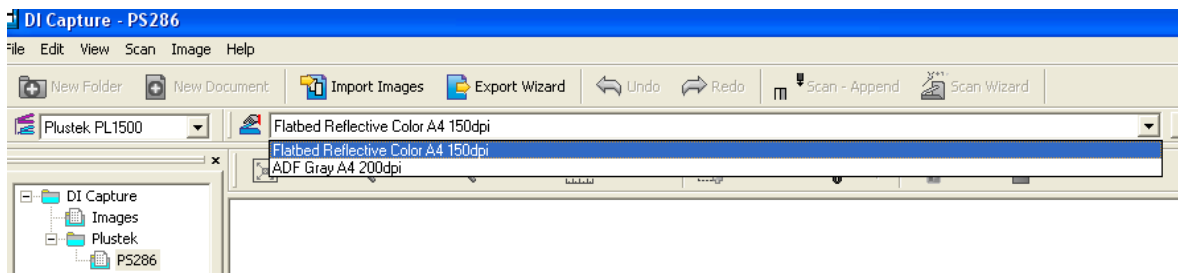 DI Capture - PS286
File Edit View Scan Image Help
New Folder New Document Import Images Export Wizard Undo Redo Scan - Append Scan Wizard
Plustek PL1500 Flatbed Reflective Color A4 150dpi
Flatbed Reflective Color A4 150dpi
ADF Gray A4 200dpi
DI Capture
Images
Plustek
PS286